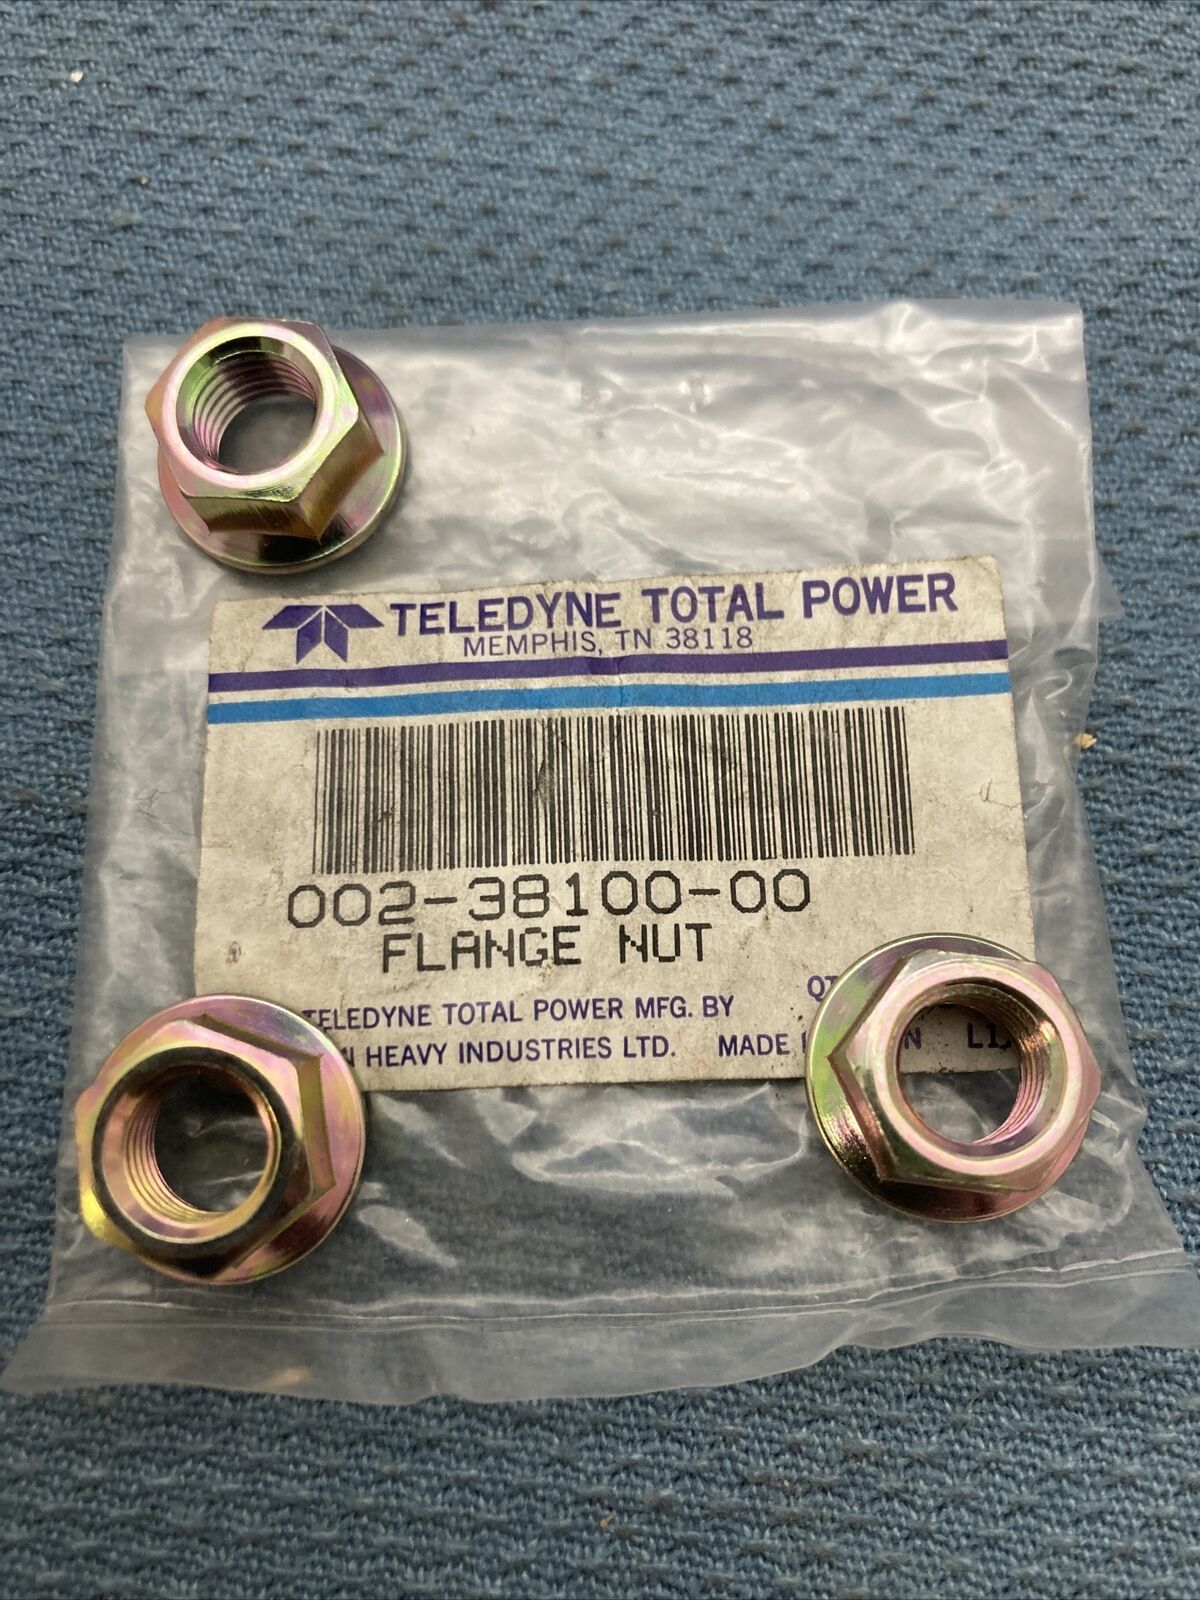 TELEDYNE TOTAL POWER
MEMPHIS, TN 38118
002-38100-00
FLANGE NUT
TELEDYNE TOTAL POWER MFG. BY
HEAVY INDUSTRIES LTD. MADE